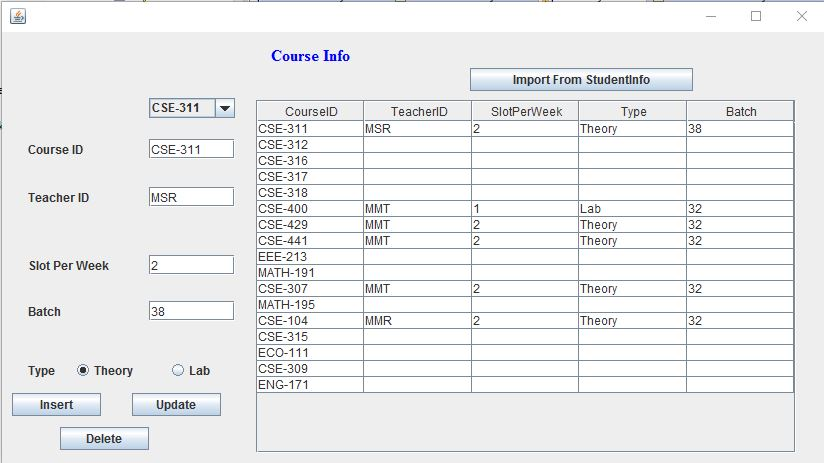 Course Info
Import From StudentInfo
CSE-311
Course ID CSE-311
Teacher ID MSR
Slot Per Week 2
Batch 38
Type Theory Lab
Insert Update
Delete
CourseID TeacherID SlotPerWeek Type Batch
CSE-311 MSR 2 Theory 38
CSE-312
CSE-316
CSE-317
CSE-318
CSE-400 MMT 1 Lab 32
CSE-429 MMT 2 Theory 32
CSE-441 MMT 2 Theory 32
EEE-213
MATH-191
CSE-307 MMT 2 Theory 32
MATH-195
CSE-104 MMR 2 Theory 32
CSE-315
ECO-111
CSE-309
ENG-171